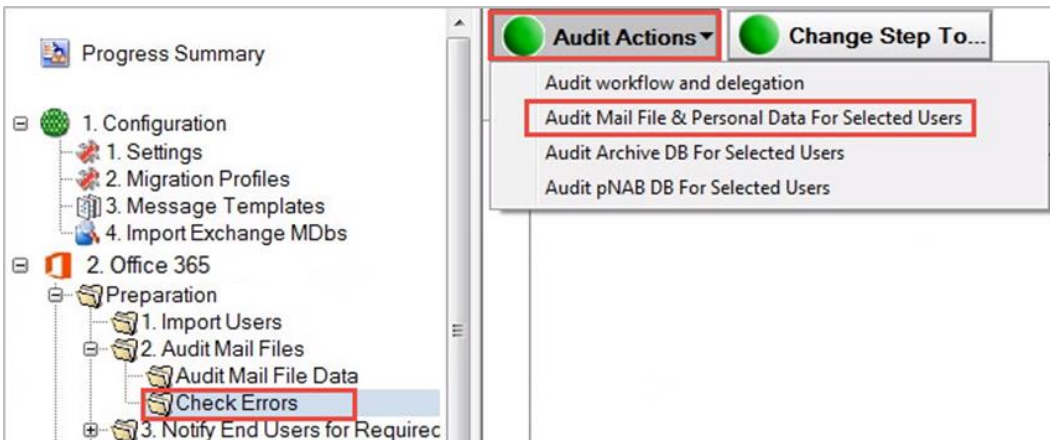 Progress Summary
1. Configuration
1. Settings
2. Migration Profiles
3. Message Templates
4. Import Exchange MDbs
2. Office 365
Preparation
1. Import Users
2. Audit Mail Files
Audit Mail File Data
Check Errors
3. Notify End Users for Requirec
Audit Actions
Change Step To...
Audit workflow and delegation
Audit Mail File & Personal Data For Selected Users
Audit Archive DB For Selected Users
Audit pNAB DB For Selected Users